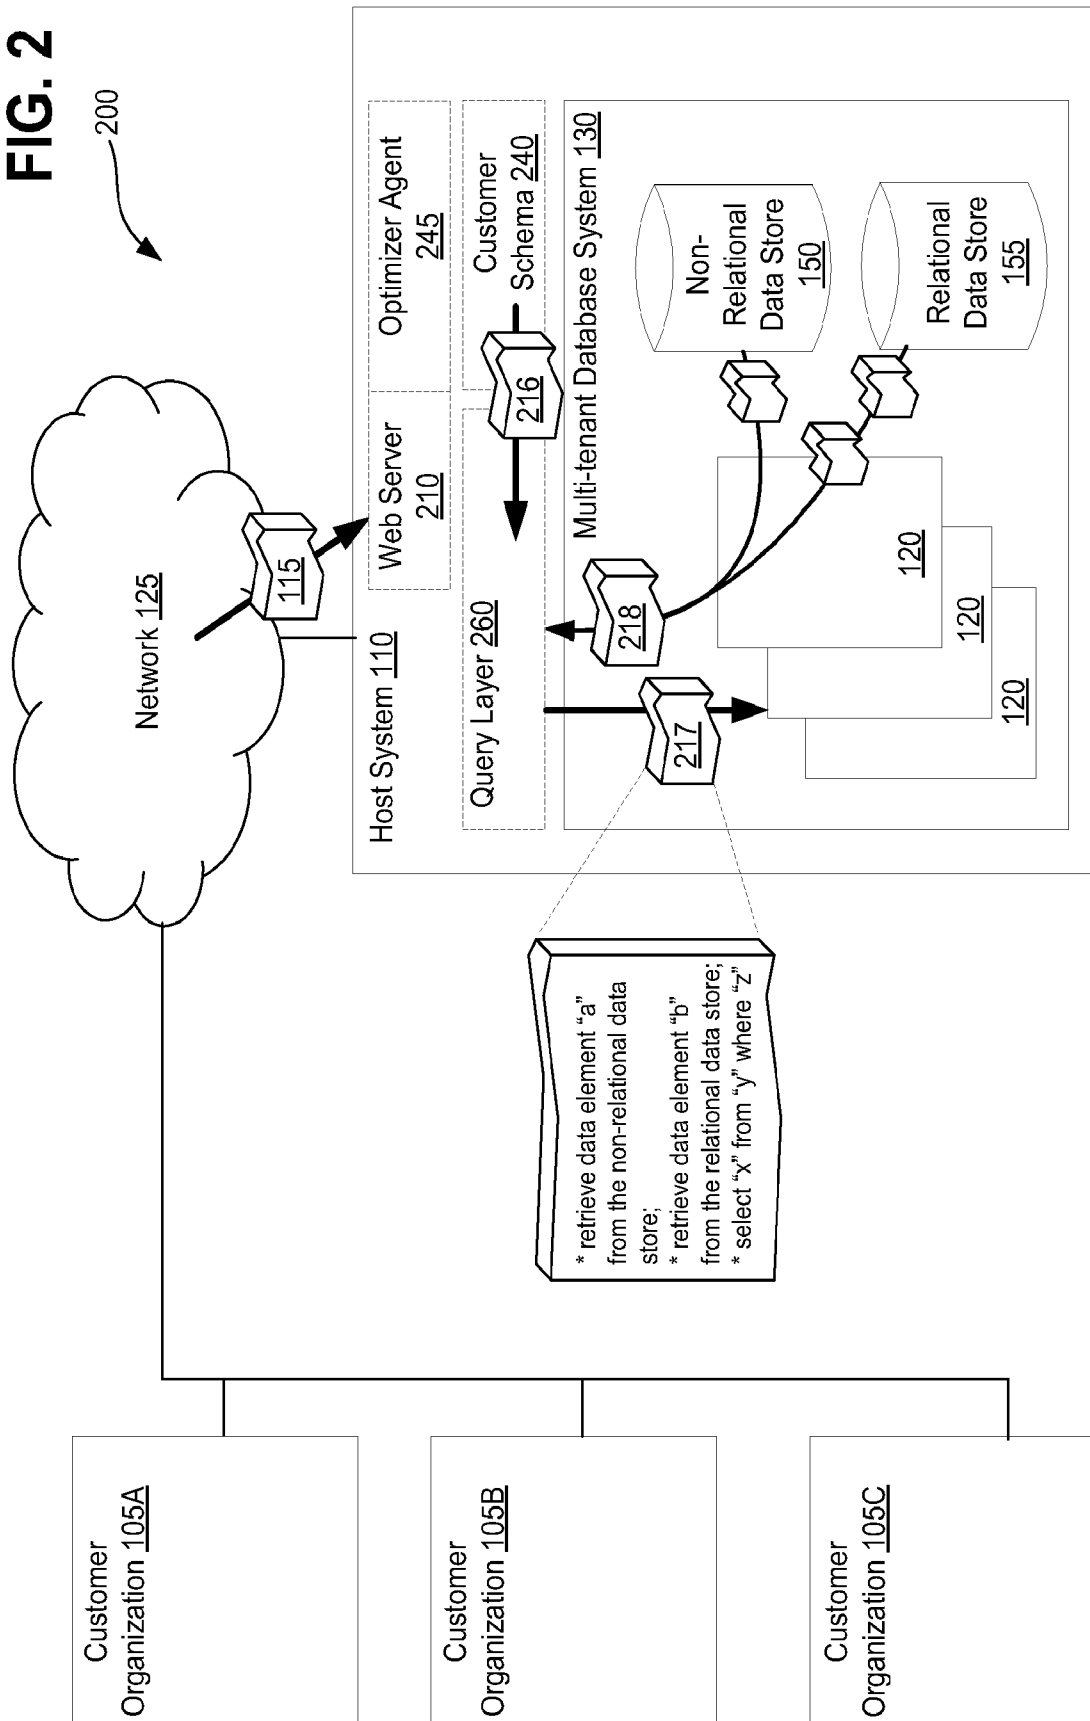 FIG. 2
200
Network 125
115
Customer
Organization 105A
Customer
Organization 105B
Customer
Organization 105C
Host System 110
Web Server
210
Optimizer Agent
245
Query Layer 260
216
Customer
Schema 240
Multi-tenant Database System 130
217
218
120
120
120
Non-
Relational
Data Store
150
Relational
Data Store
155
* retrieve data element “a”
from the non-relational data
store;
* retrieve data element “b”
from the relational data store;
* select “x” from “y” where “z”